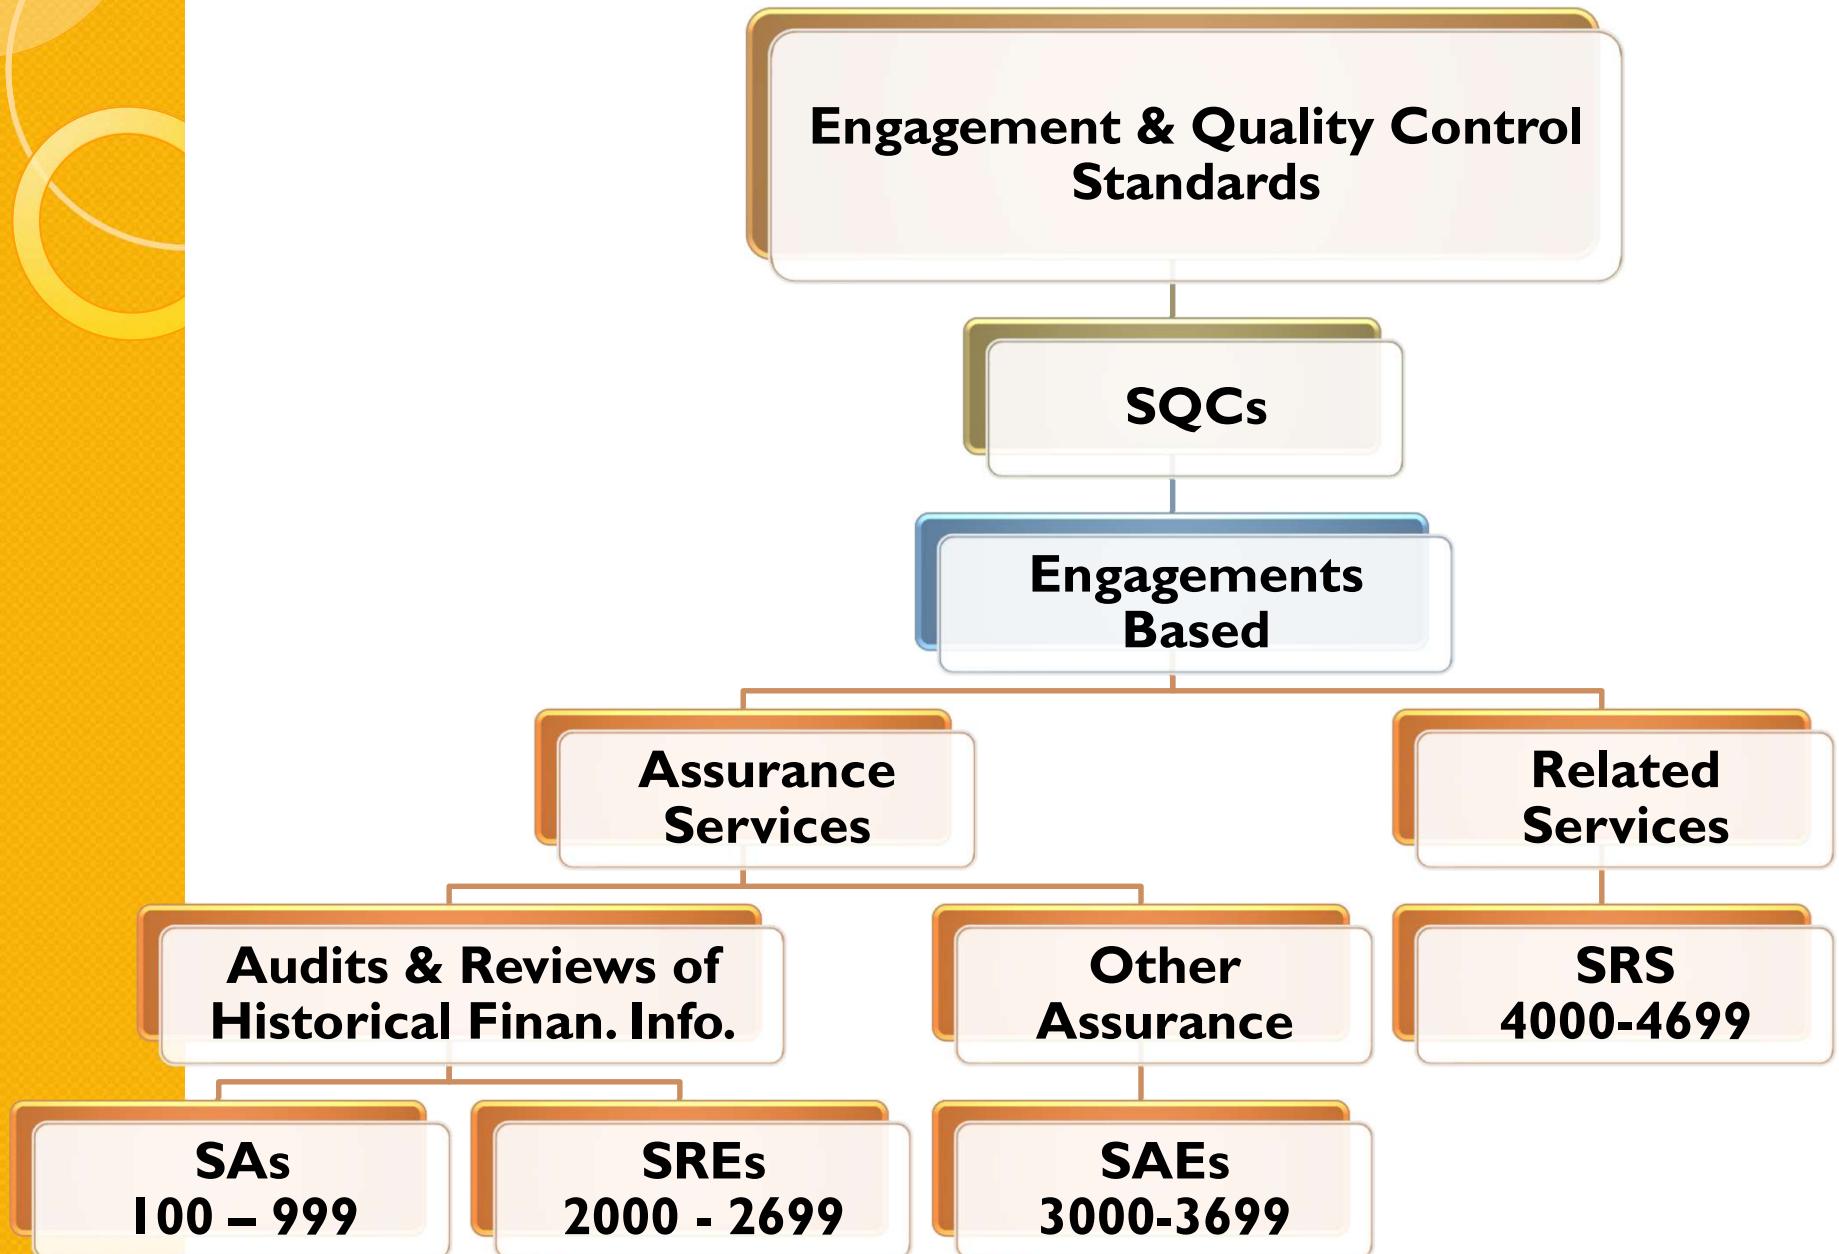 Engagement & Quality Control
Standards
SQCs
Engagements
Based
Assurance
Services
Related
Services
Audits & Reviews of
Historical Finan. Info.
Other
Assurance
SRS
4000-4699
SAs
100 – 999
SREs
2000 - 2699
SAEs
3000-3699